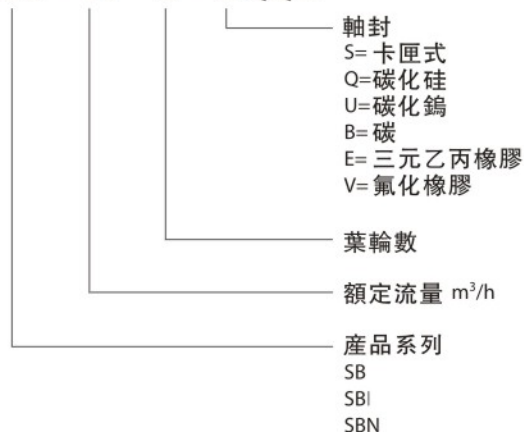 軸封
S= 卡匣式
Q=碳化硅
U=碳化鎢
B= 碳
E= 三元乙丙橡膠
V= 氟化橡膠
葉輪數
額定流量 m³/h
産品系列
SB
SBI
SBN